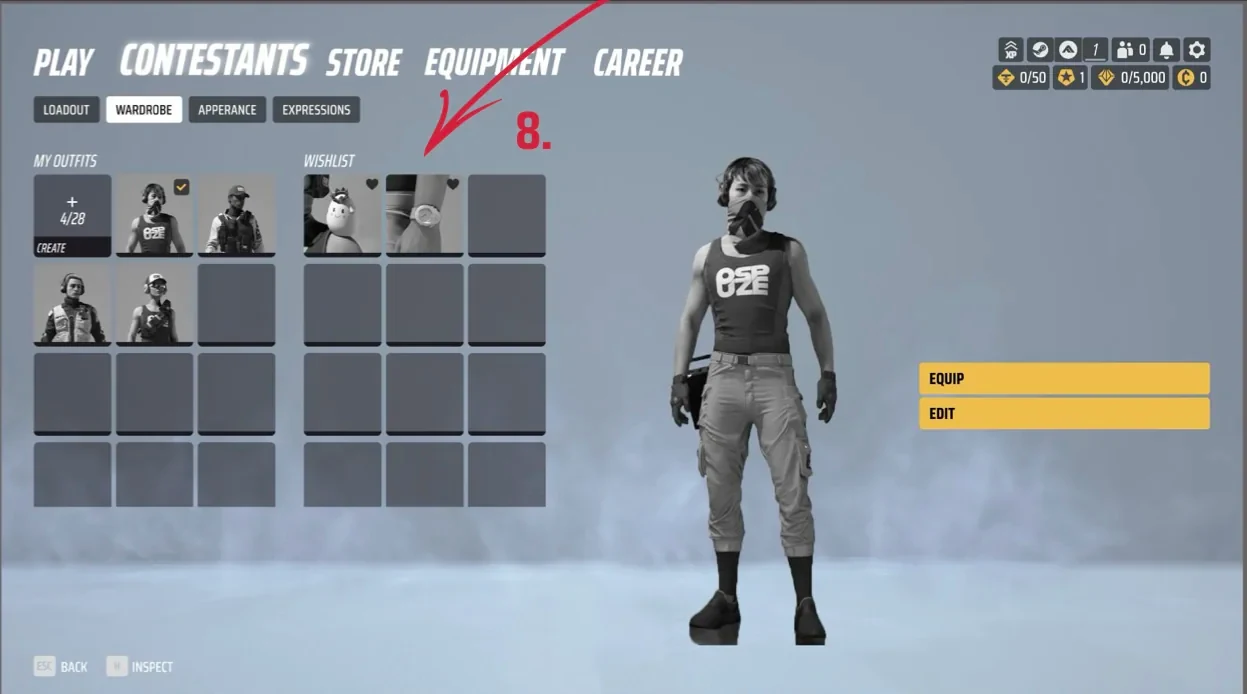 PLAY CONTESTANTS STORE EQUIPMENT CAREER
XP 1 0
0/50 1 0/5,000 0
LOADOUT WARDROBE APPERANCE EXPRESSIONS
8.
MY OUTFITS WISHLIST
+
4/28
CREATE
OSP
UZE
EQUIP
EDIT
ESC BACK INSPECT